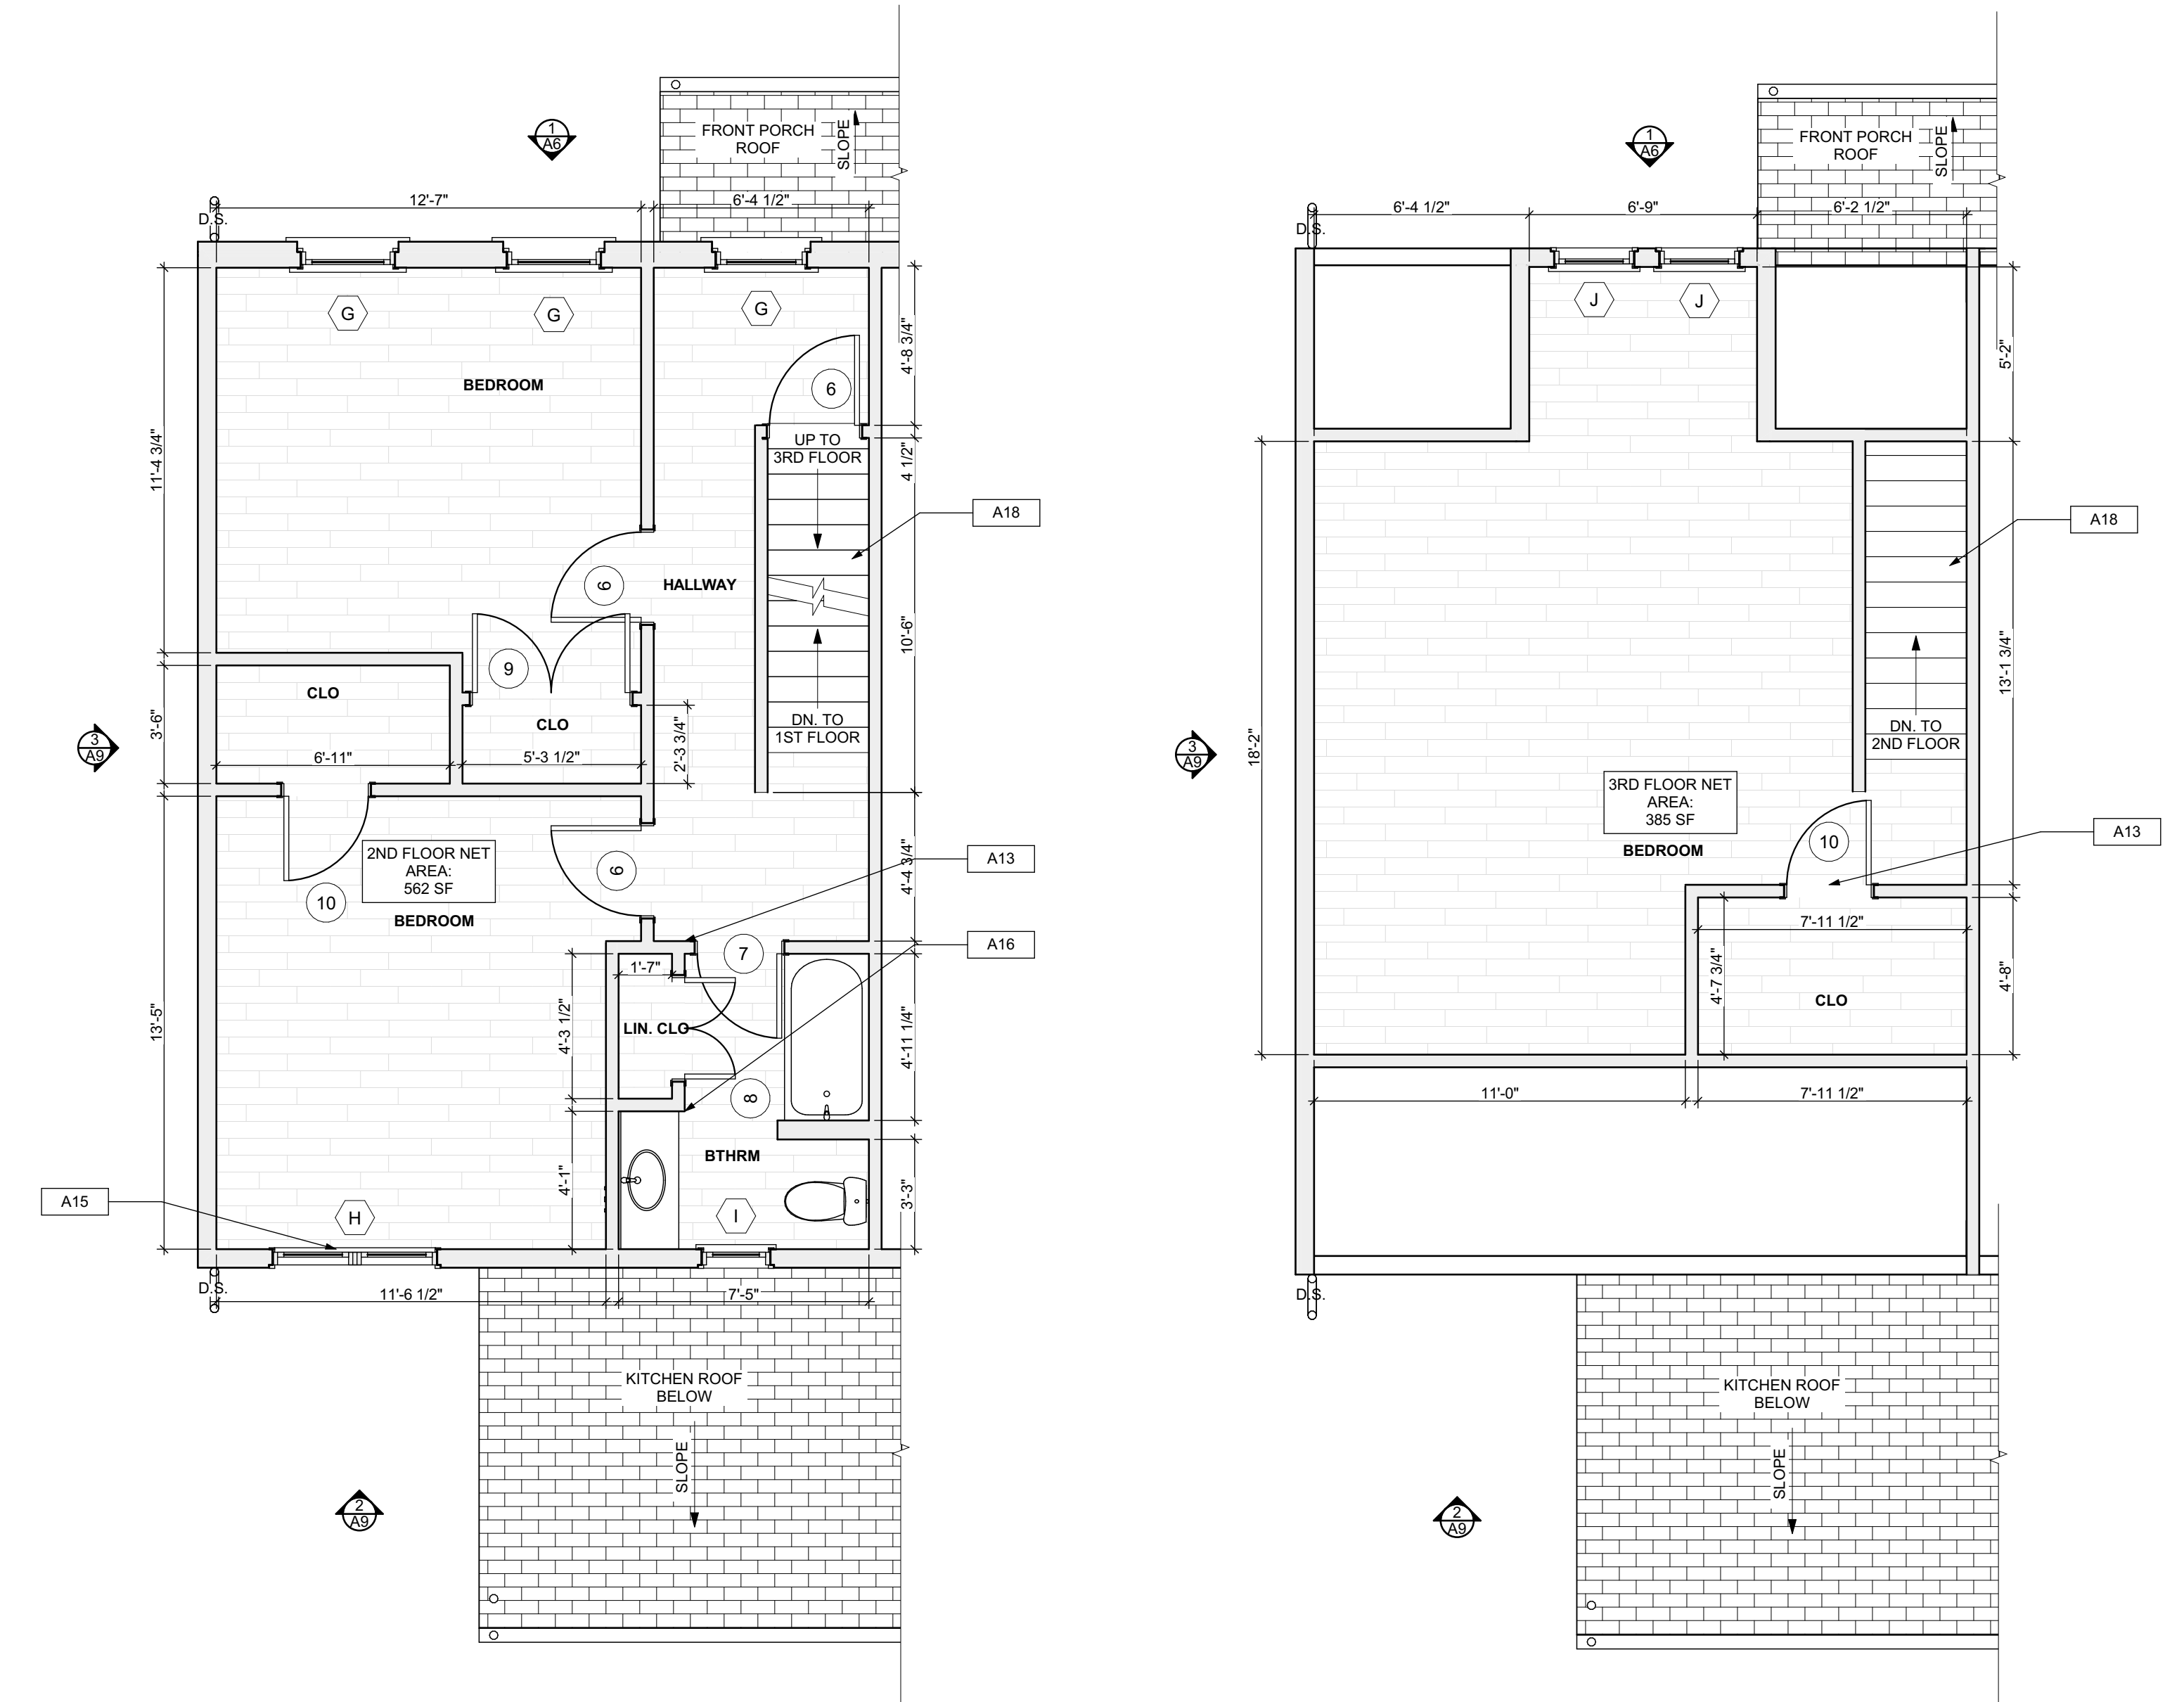 1
A6
FRONT PORCH
ROOF
SLOPE
D.S.
12'-7"
6'-4 1/2"
G
G
G
BEDROOM
11'-4 3/4"
4'-8 3/4"
6
UP TO
3RD FLOOR
4 1/2"
A18
6
HALLWAY
10'-6"
9
CLO
CLO
3'-6"
3
A9
6'-11"
5'-3 1/2"
2'-3 3/4"
DN. TO
1ST FLOOR
2ND FLOOR NET
AREA:
562 SF
10
6
BEDROOM
4'-4 3/4"
A13
A16
7
1'-7"
4'-3 1/2"
LIN. CLO
13'-5"
4'-11 1/4"
8
BTHRM
4'-1"
3'-3"
A15
H
I
D.S.
11'-6 1/2"
7'-5"
KITCHEN ROOF
BELOW
SLOPE
2
A9
1
A6
FRONT PORCH
ROOF
SLOPE
D.S.
6'-4 1/2"
6'-9"
6'-2 1/2"
J
J
5'-2"
A18
18'-2"
13'-1 3/4"
3
A9
DN. TO
2ND FLOOR
3RD FLOOR NET
AREA:
385 SF
BEDROOM
10
A13
7'-11 1/2"
4'-7 3/4"
CLO
4'-8"
11'-0"
7'-11 1/2"
D.S.
KITCHEN ROOF
BELOW
SLOPE
2
A9